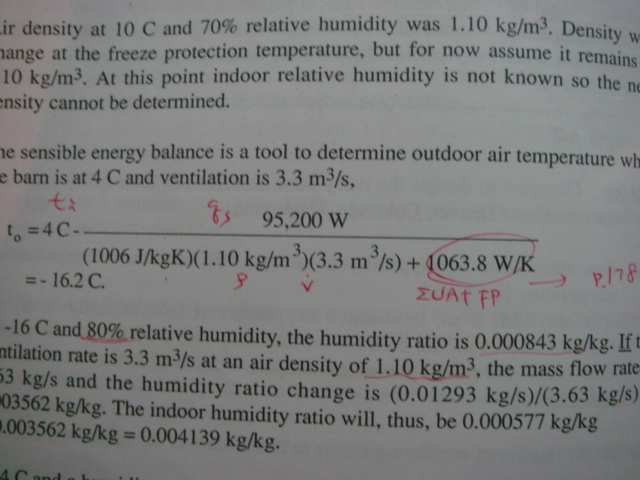 ir density at 10 C and 70% relative humidity was 1.10 kg/m³. Density w
hange at the freeze protection temperature, but for now assume it remains
10 kg/m³. At this point indoor relative humidity is not known so the ne
ensity cannot be determined.
he sensible energy balance is a tool to determine outdoor air temperature wh
e barn is at 4 C and ventilation is 3.3 m³/s,
ti qs
95,200 W
t₀ = 4 C -
(1006 J/kgK)(1.10 kg/m³)(3.3 m³/s) + 1063.8 W/K
ρ v̇ ΣUA+FP → p.178
= - 16.2 C.
-16 C and 80% relative humidity, the humidity ratio is 0.000843 kg/kg. If t
ntilation rate is 3.3 m³/s at an air density of 1.10 kg/m³, the mass flow rate
63 kg/s and the humidity ratio change is (0.01293 kg/s)/(3.63 kg/s)
003562 kg/kg. The indoor humidity ratio will, thus, be 0.000577 kg/kg
0.003562 kg/kg = 0.004139 kg/kg.